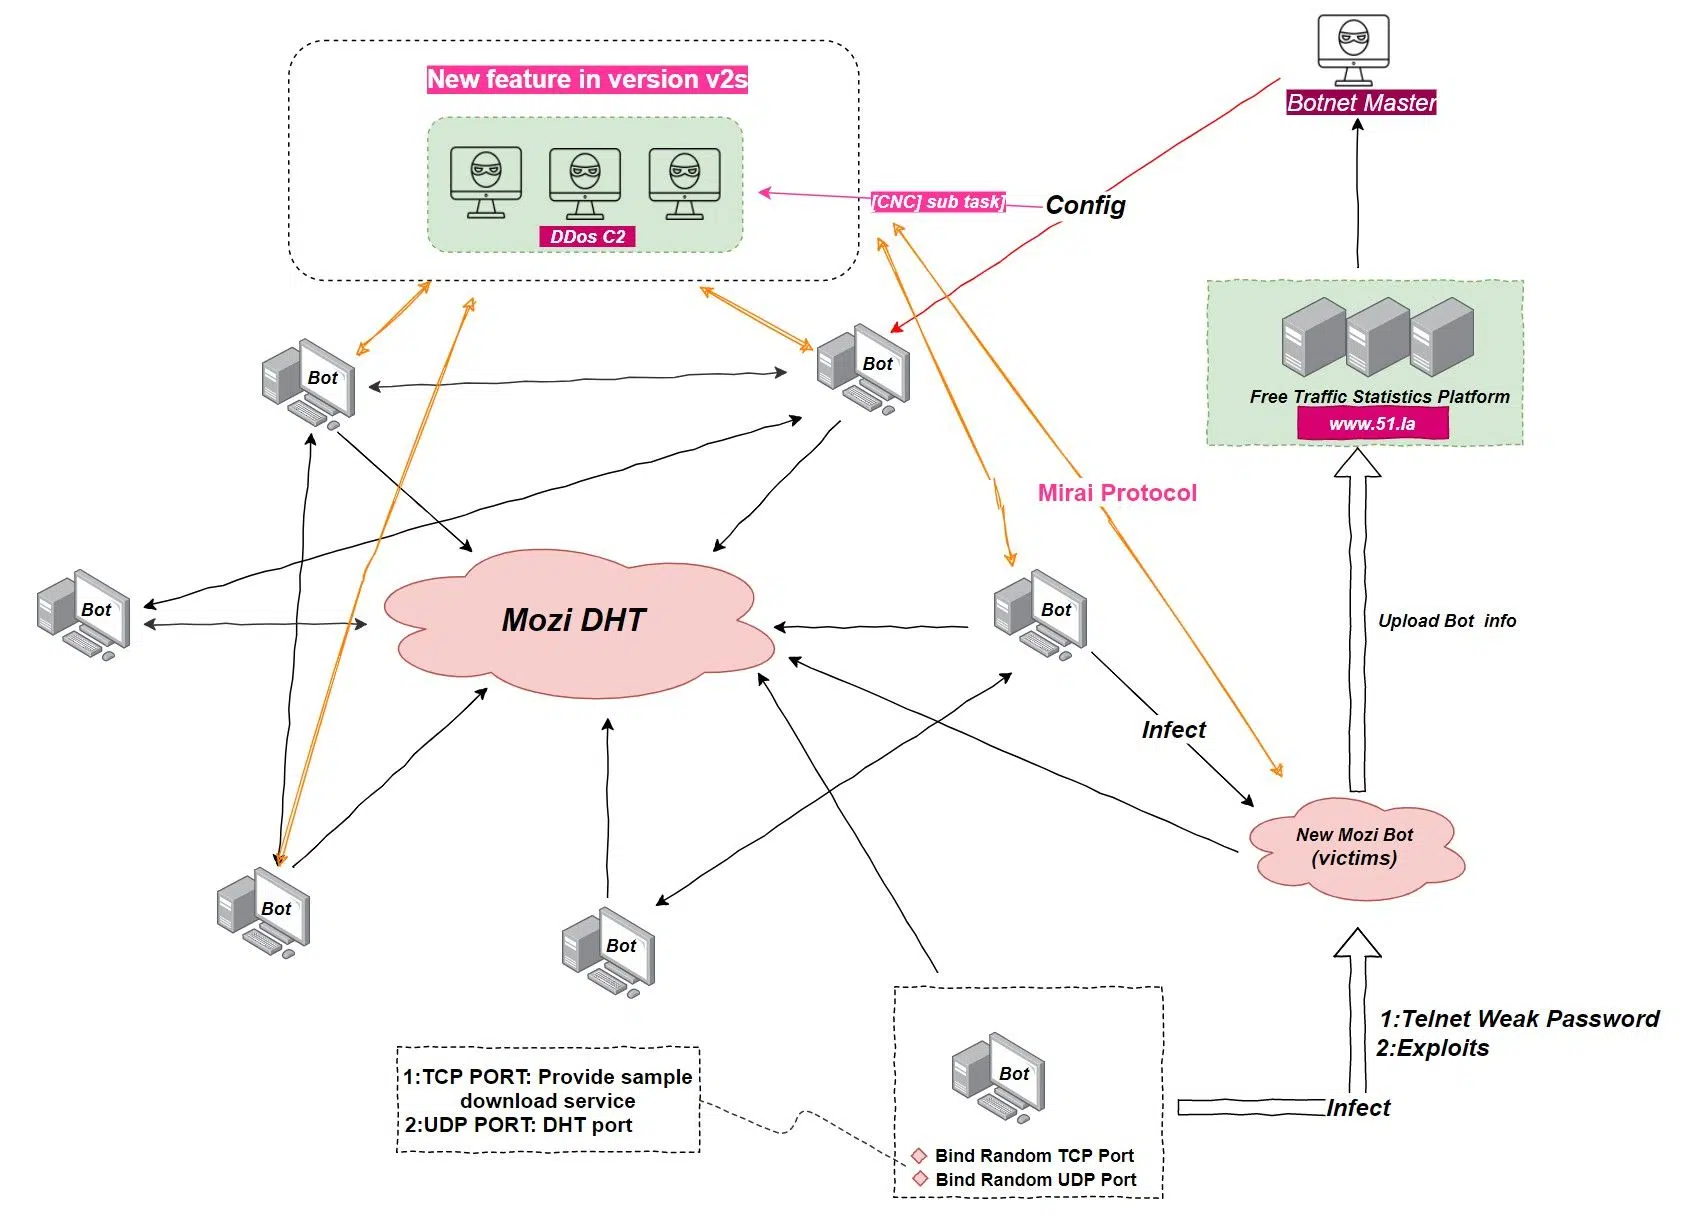 New feature in version v2s
Botnet Master
[CNC] sub task]
Config
DDos C2
Bot
Bot
Free Traffic Statistics Platform
www.51.la
Mirai Protocol
Bot
Mozi DHT
Bot
Upload Bot info
Infect
New Mozi Bot
(victims)
Bot
Bot
1:Telnet Weak Password
2:Exploits
1:TCP PORT: Provide sample
download service
2:UDP PORT: DHT port
Bot
Infect
Bind Random TCP Port
Bind Random UDP Port